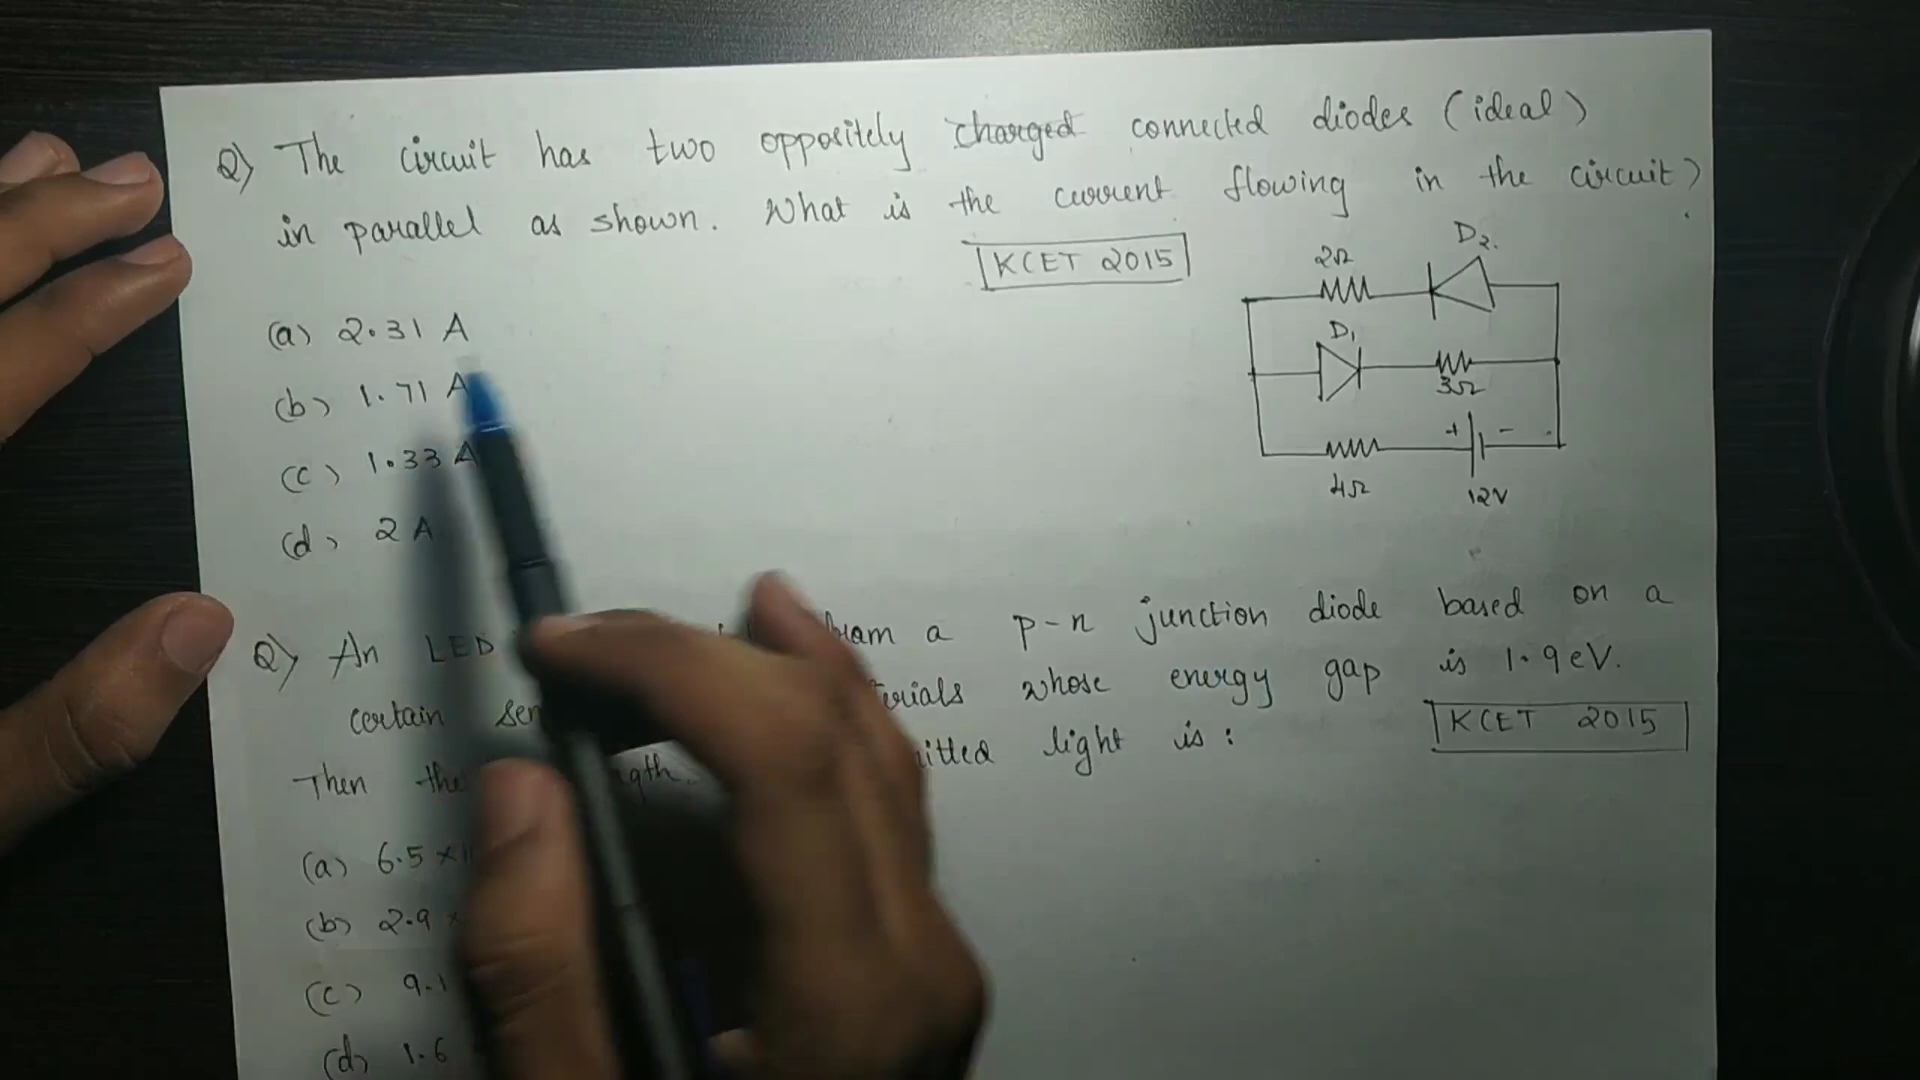 Q) The circuit has two oppositely charged connected diodes (ideal)
in parallel as shown. What is the current flowing in the circuit?
KCET 2015
(a) 2.31 A
(b) 1.71 A
(c) 1.33 A
(d) 2 A
D2.
2Ω
D1
3Ω
+ -
4Ω
12V
Q) An LED a p-n junction diode based on a
certain whose energy gap is 1.9eV.
KCET 2015
Then the light is:
(a) 6.5 ×
(b) 2.9
(c) 9.1
(d) 1.6